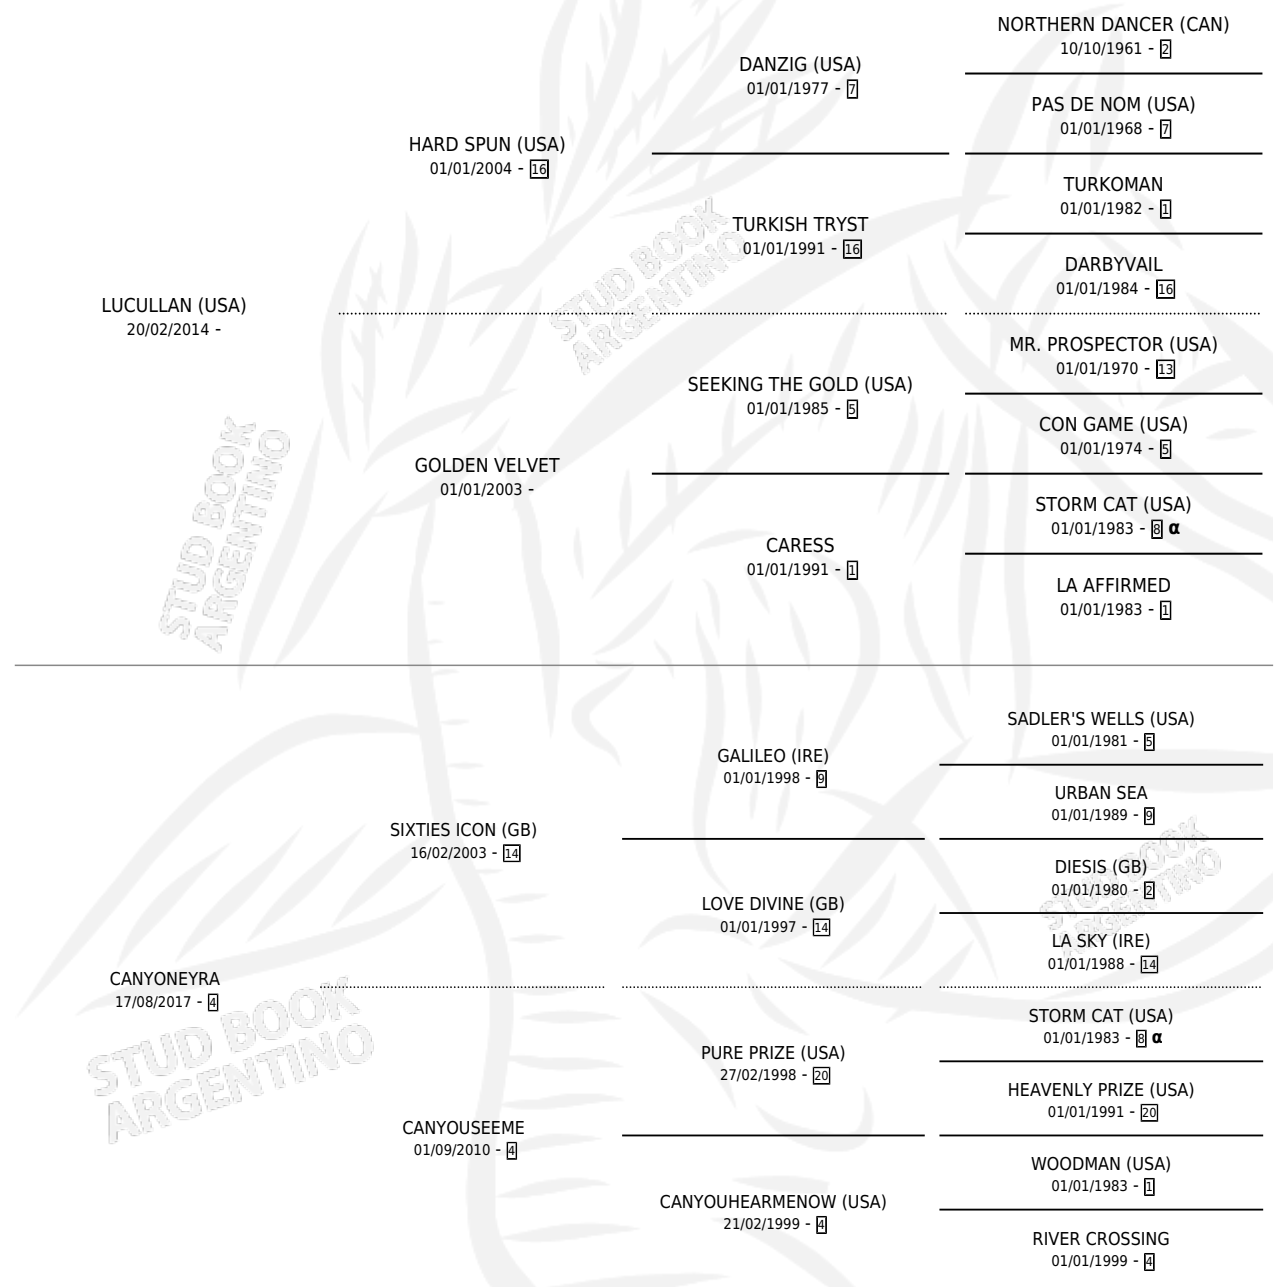 NORTHERN DANCER (CAN)
10/10/1961 - 2
DANZIG (USA)
01/01/1977 - 7
PAS DE NOM (USA)
01/01/1968 - 7
HARD SPUN (USA)
01/01/2004 - 16
TURKOMAN
01/01/1982 - 1
TURKISH TRYST
01/01/1991 - 16
DARBYVAIL
01/01/1984 - 16
LUCULLAN (USA)
20/02/2014 -
MR. PROSPECTOR (USA)
01/01/1970 - 13
SEEKING THE GOLD (USA)
01/01/1985 - 5
CON GAME (USA)
01/01/1974 - 5
GOLDEN VELVET
01/01/2003 -
STORM CAT (USA)
01/01/1983 - 8 α
CARESS
01/01/1991 - 1
LA AFFIRMED
01/01/1983 - 1
SADLER'S WELLS (USA)
01/01/1981 - 5
GALILEO (IRE)
01/01/1998 - 9
URBAN SEA
01/01/1989 - 9
SIXTIES ICON (GB)
16/02/2003 - 14
DIESIS (GB)
01/01/1980 - 2
LOVE DIVINE (GB)
01/01/1997 - 14
LA SKY (IRE)
01/01/1988 - 14
CANYONEYRA
17/08/2017 - 4
STORM CAT (USA)
01/01/1983 - 8 α
PURE PRIZE (USA)
27/02/1998 - 20
HEAVENLY PRIZE (USA)
01/01/1991 - 20
CANYOUSEEME
01/09/2010 - 4
WOODMAN (USA)
01/01/1983 - 1
CANYOUHEARMENOW (USA)
21/02/1999 - 4
RIVER CROSSING
01/01/1999 - 4
STUD BOOK
ARGENTINO
STUD BOOK
ARGENTINO
STUD BOOK
ARGENTINO
STUD BOOK
ARGENTINO